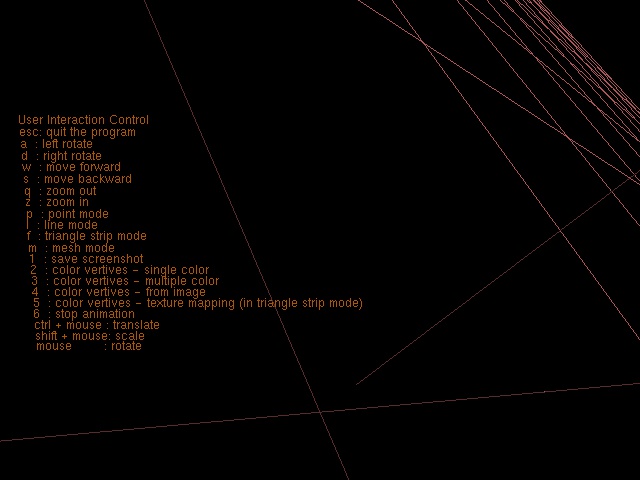 User Interaction Control
esc: quit the program
a : left rotate
d : right rotate
w : move forward
s : move backward
q : zoom out
z : zoom in
p : point mode
l : line mode
f : triangle strip mode
m : mesh mode
1 : save screenshot
2 : color vertives - single color
3 : color vertives - multiple color
4 : color vertives - from image
5 : color vertives - texture mapping (in triangle strip mode)
6 : stop animation
ctrl + mouse : translate
shift + mouse: scale
mouse : rotate